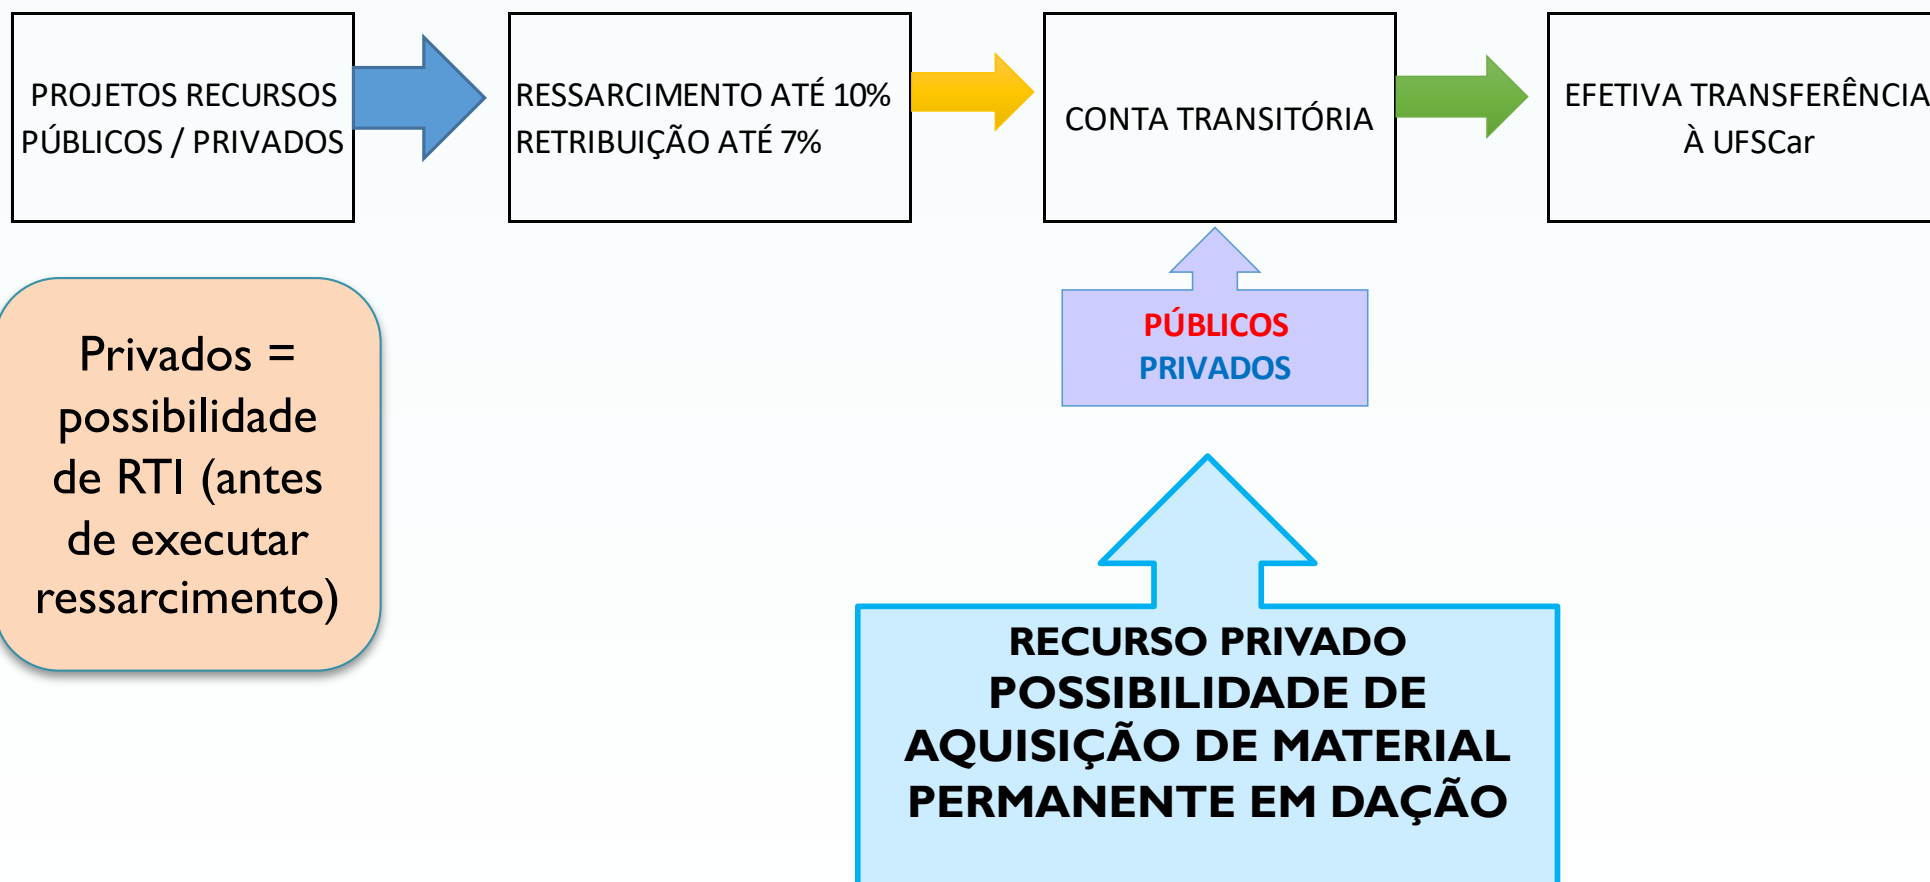 PROJETOS RECURSOS
PÚBLICOS / PRIVADOS
RESSARCIMENTO ATÉ 10%
RETRIBUIÇÃO ATÉ 7%
CONTA TRANSITÓRIA
EFETIVA TRANSFERÊNCIA
À UFSCar
Privados =
possibilidade
de RTI (antes
de executar
ressarcimento)
PÚBLICOS
PRIVADOS
RECURSO PRIVADO
POSSIBILIDADE DE
AQUISIÇÃO DE MATERIAL
PERMANENTE EM DAÇÃO